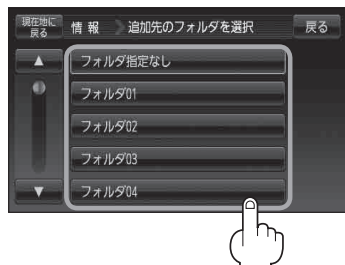 現在地に
戻る
情報 追加先のフォルダを選択
戻る
▲
フォルダ指定なし
フォルダ01
フォルダ02
フォルダ03
フォルダ04
▼